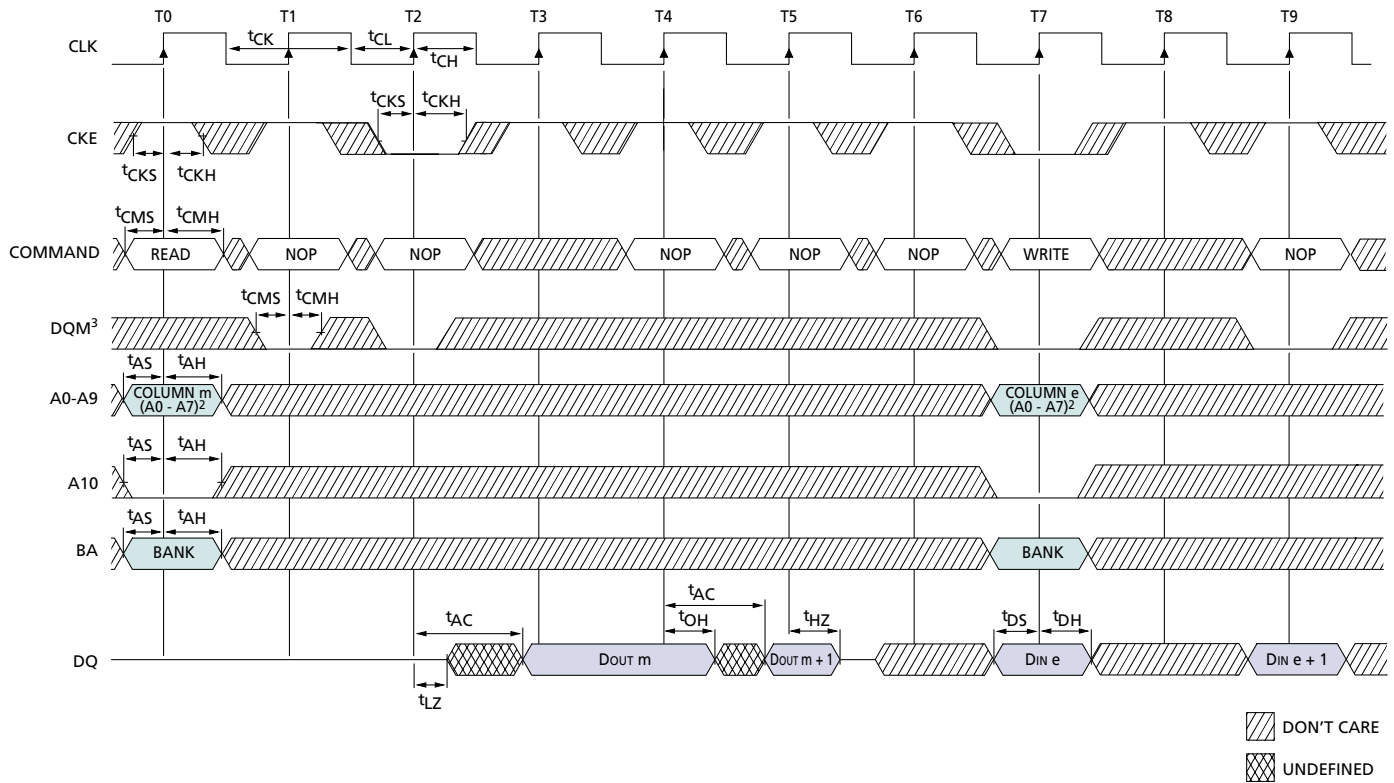 T0 T1 T2 T3 T4 T5 T6 T7 T8 T9
CLK
tCK tCL
tCH
tCKS tCKH
CKE
tCKS tCKH
tCMS tCMH
COMMAND READ NOP NOP NOP NOP NOP WRITE NOP
tCMS tCMH
DQM3
tAS tAH
A0-A9 COLUMN m (A0 - A7)2 COLUMN e (A0 - A7)2
tAS tAH
A10
tAS tAH
BA BANK BANK
tAC tAC
tOH tHZ tDS tDH
DQ DOUT m DOUT m + 1 DIN e DIN e + 1
tLZ
DON'T CARE
UNDEFINED